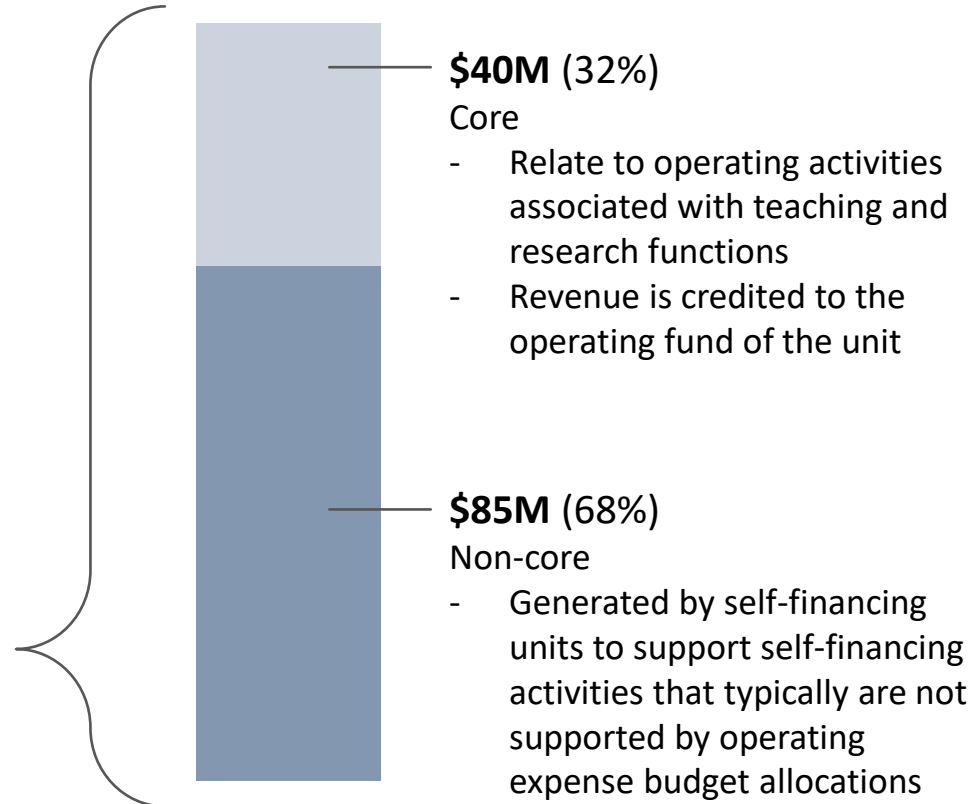 $40M (32%)
Core
- Relate to operating activities
associated with teaching and
research functions
- Revenue is credited to the
operating fund of the unit
$85M (68%)
Non-core
- Generated by self-financing
units to support self-financing
activities that typically are not
supported by operating
expense budget allocations